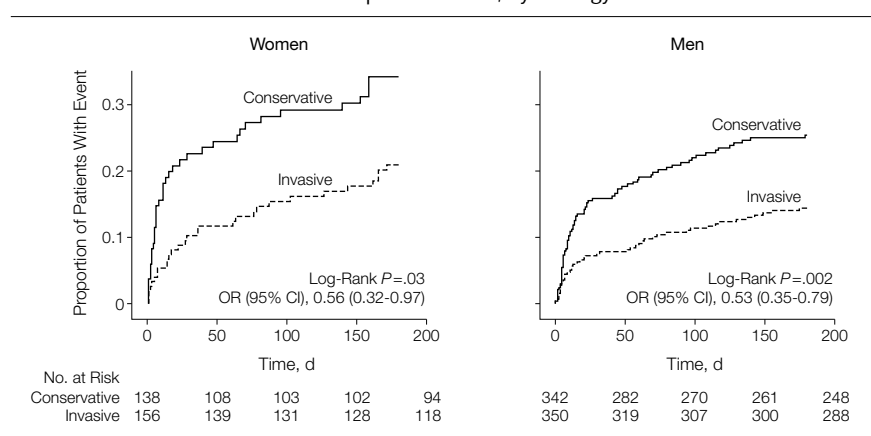 Women
Men
Proportion of Patients With Event
0.3
0.2
0.1
0
Conservative
Invasive
Log-Rank P=.03
OR (95% CI), 0.56 (0.32-0.97)
Conservative
Invasive
Log-Rank P=.002
OR (95% CI), 0.53 (0.35-0.79)
0 50 100 150 200
0 50 100 150 200
Time, d
Time, d
No. at Risk
Conservative 138 108 103 102 94 342 282 270 261 248
Invasive 156 139 131 128 118 350 319 307 300 288